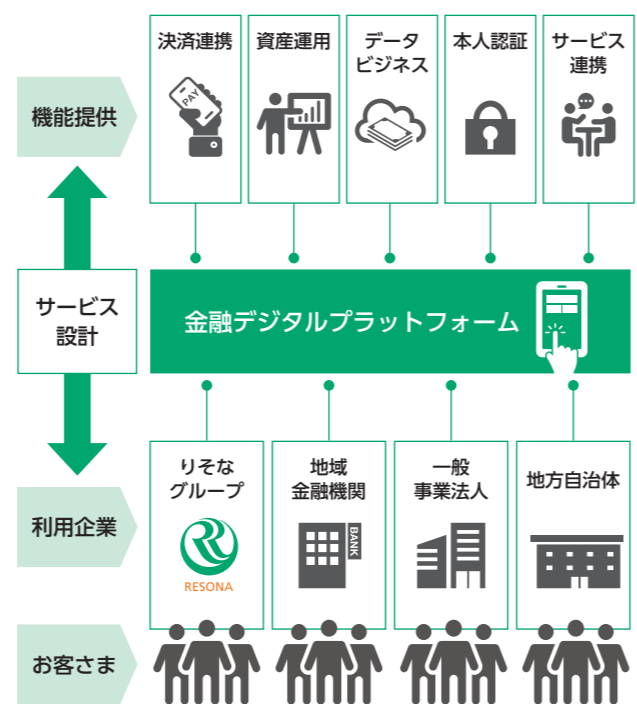 決済連携
資産運用
データ
ビジネス
本人認証
サービス
連携
機能提供
PAY
サービス
設計
金融デジタルプラットフォーム
りそな
グループ
地域
金融機関
一般
事業法人
地方自治体
利用企業
RESONA
BANK
お客さま